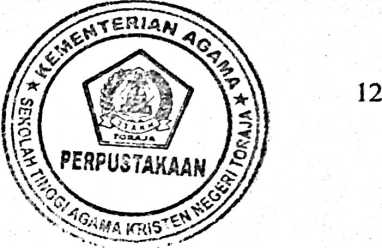 KEMENTERIAN AGAMA
SEKOLAH TINGGI AGAMA KRISTEN NEGERI TORAJA
TORAJA
PERPUSTAKAAN
12